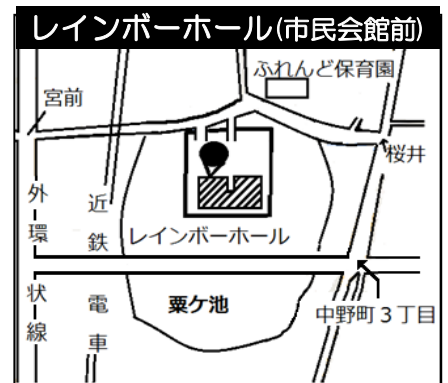 レインボーホール(市民会館前)
ふれんど保育園
宮前
桜井
外環状線
近鉄電車
レインボーホール
粟ケ池
中野町３丁目